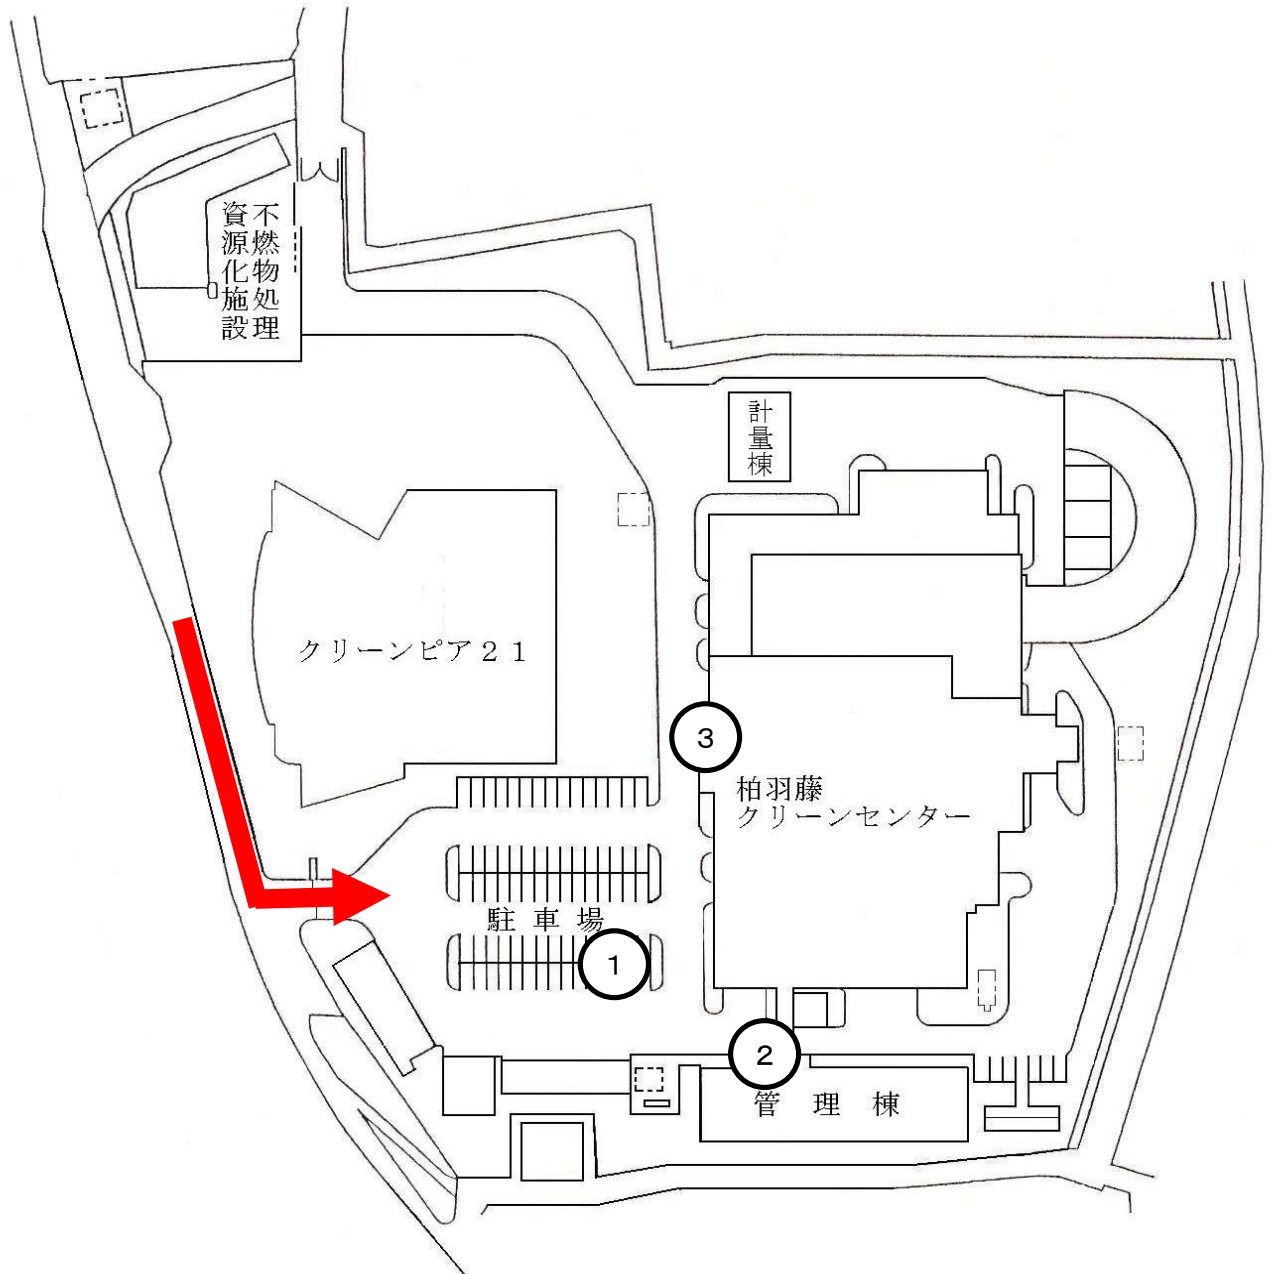 不燃物処理
資源化施設
計量棟
クリーンピア２１
3
柏羽藤
クリーンセンター
駐車場
1
2
管理棟